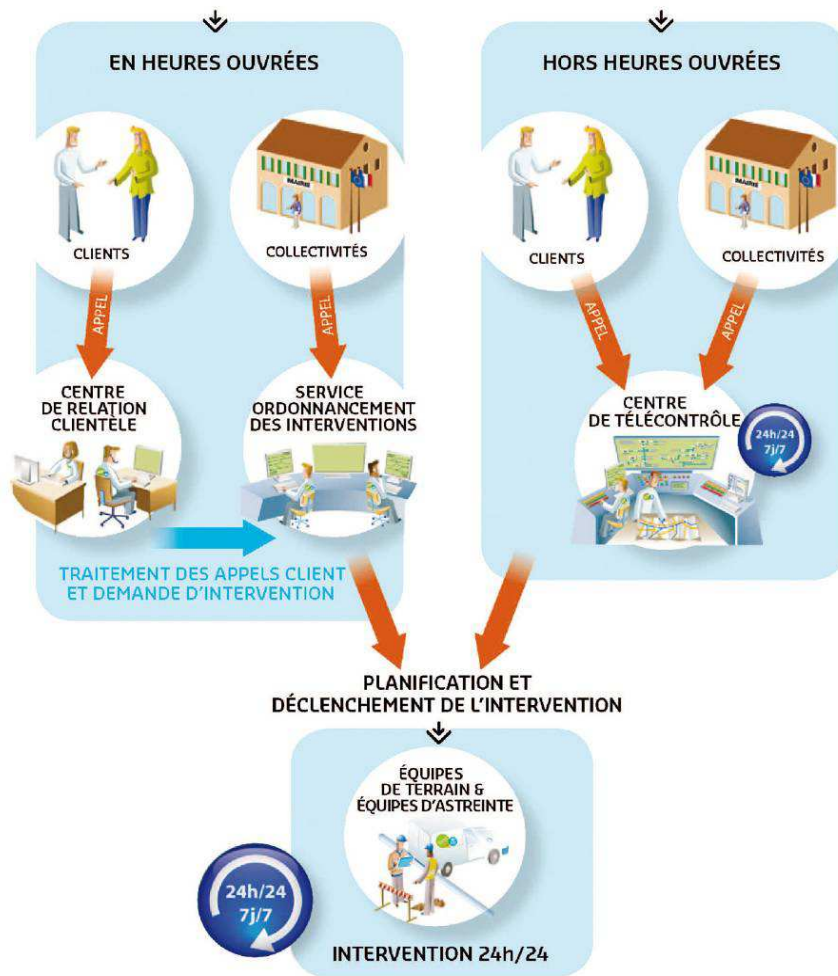 EN HEURES OUVRÉES
CLIENTS
COLLECTIVITÉS
APPEL
APPEL
CENTRE
DE RELATION
CLIENTÈLE
SERVICE
ORDONNANCEMENT
DES INTERVENTIONS
TRAITEMENT DES APPELS CLIENT
ET DEMANDE D'INTERVENTION
HORS HEURES OUVRÉES
CLIENTS
COLLECTIVITÉS
APPEL
APPEL
CENTRE
DE TÉLÉCONTRÔLE
24h/24
7j/7
MAIRIE
MAIRIE
PLANIFICATION ET
DÉCLENCHEMENT DE L'INTERVENTION
ÉQUIPES
DE TERRAIN &
ÉQUIPES D'ASTREINTE
24h/24
7j/7
INTERVENTION 24h/24